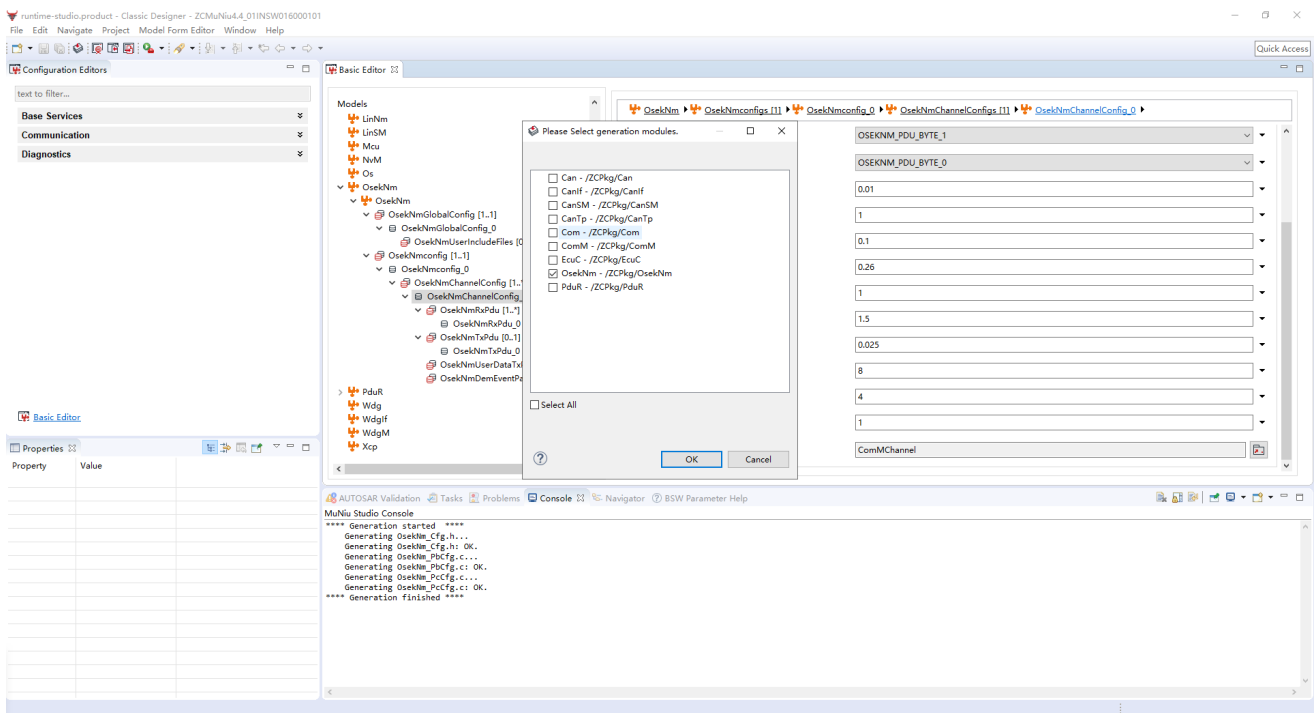 runtime-studio.product - Classic Designer - ZCMuNiu4.4_01INSW016000101
File Edit Navigate Project Model Form Editor Window Help
Quick Access
Configuration Editors
text to filter...
Base Services
Communication
Diagnostics
Basic Editor
Properties
Property Value
Basic Editor
Models
LinNm
LinSM
Mcu
NvM
Os
OsekNm
OsekNm
OsekNmGlobalConfig [1..1]
OsekNmGlobalConfig_0
OsekNmUserIncludeFiles [0
OsekNmconfig [1..1]
OsekNmconfig_0
OsekNmChannelConfig [1..
OsekNmChannelConfig_
OsekNmRxPdu [1..*]
OsekNmRxPdu_0
OsekNmTxPdu [0..1]
OsekNmTxPdu_0
OsekNmUserDataTxI
OsekNmDemEventPa
PduR
Wdg
WdgIf
WdgM
Xcp
OsekNm OsekNmconfigs [1] OsekNmconfig_0 OsekNmChannelConfigs [1] OsekNmChannelConfig_0
OSEKNM_PDU_BYTE_1
OSEKNM_PDU_BYTE_0
0.01
1
0.1
0.26
1
1.5
0.025
8
4
1
ComMChannel
Please Select generation modules.
Can - /ZCPkg/Can
CanIf - /ZCPkg/CanIf
CanSM - /ZCPkg/CanSM
CanTp - /ZCPkg/CanTp
Com - /ZCPkg/Com
ComM - /ZCPkg/ComM
EcuC - /ZCPkg/EcuC
OsekNm - /ZCPkg/OsekNm
PduR - /ZCPkg/PduR
Select All
OK Cancel
AUTOSAR Validation Tasks Problems Console Navigator BSW Parameter Help
MuNiu Studio Console
**** Generation started ****
Generating OsekNm_Cfg.h...
Generating OsekNm_Cfg.h: OK.
Generating OsekNm_PbCfg.c...
Generating OsekNm_PbCfg.c: OK.
Generating OsekNm_PcCfg.c...
Generating OsekNm_PcCfg.c: OK.
**** Generation finished ****